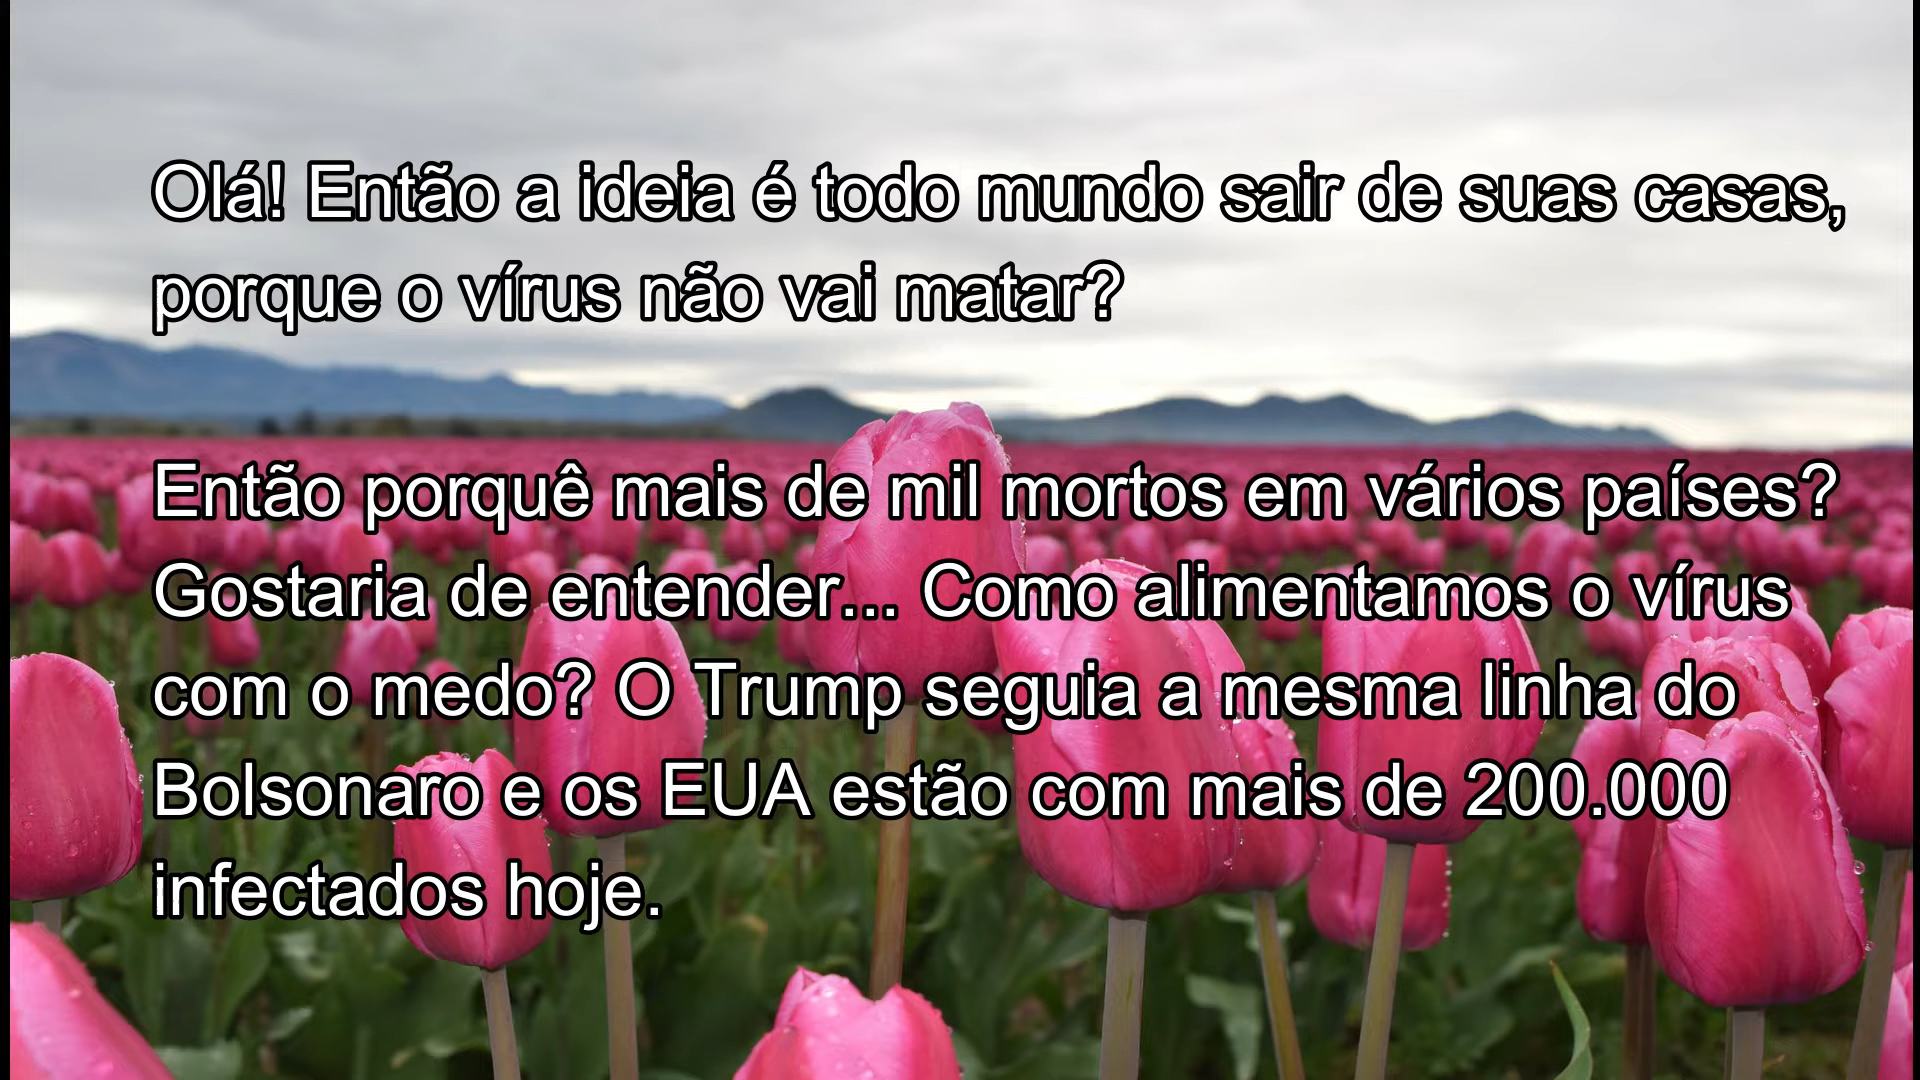 Olá! Então a ideia é todo mundo sair de suas casas,
porque o vírus não vai matar?
Então porquê mais de mil mortos em vários países?
Gostaria de entender... Como alimentamos o vírus
com o medo? O Trump seguia a mesma linha do
Bolsonaro e os EUA estão com mais de 200.000
infectados hoje.